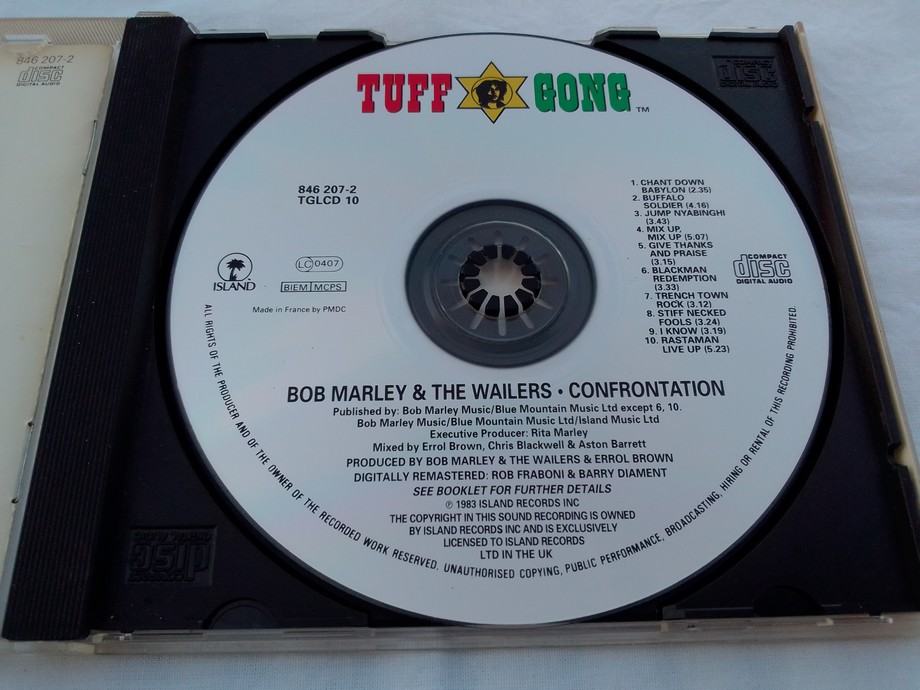 846 207-2
COMPACT
disc
DIGITAL AUDIO
TUFF GONG TM
846 207-2
TGLCD 10
LC 0407
ISLAND
BIEM MCPS
Made in France by PMDC
1. CHANT DOWN
BABYLON (2.35)
2. BUFFALO
SOLDIER (4.16)
3. JUMP NYABINGHI
(3.43)
4. MIX UP,
MIX UP (5.07)
5. GIVE THANKS
AND PRAISE
(3.15)
6. BLACKMAN
REDEMPTION
(3.33)
7. TRENCH TOWN
ROCK (3.12)
8. STIFF NECKED
FOOLS (3.24)
9. I KNOW (3.19)
10. RASTAMAN
LIVE UP (5.23)
COMPACT
disc
DIGITAL AUDIO
BOB MARLEY & THE WAILERS • CONFRONTATION
Published by: Bob Marley Music/Blue Mountain Music Ltd except 6, 10.
Bob Marley Music/Blue Mountain Music Ltd/Island Music Ltd
Executive Producer: Rita Marley
Mixed by Errol Brown, Chris Blackwell & Aston Barrett
PRODUCED BY BOB MARLEY & THE WAILERS & ERROL BROWN
DIGITALLY REMASTERED: ROB FRABONI & BARRY DIAMENT
SEE BOOKLET FOR FURTHER DETAILS
℗ 1983 ISLAND RECORDS INC
THE COPYRIGHT IN THIS SOUND RECORDING IS OWNED
BY ISLAND RECORDS INC AND IS EXCLUSIVELY
LICENSED TO ISLAND RECORDS
LTD IN THE UK
ALL RIGHTS OF THE PRODUCER AND OF THE OWNER OF THE RECORDED WORK RESERVED. UNAUTHORISED COPYING, PUBLIC PERFORMANCE, BROADCASTING, HIRING OR RENTAL OF THIS RECORDING PROHIBITED.
COMPACT
disc
DIGITAL AUDIO